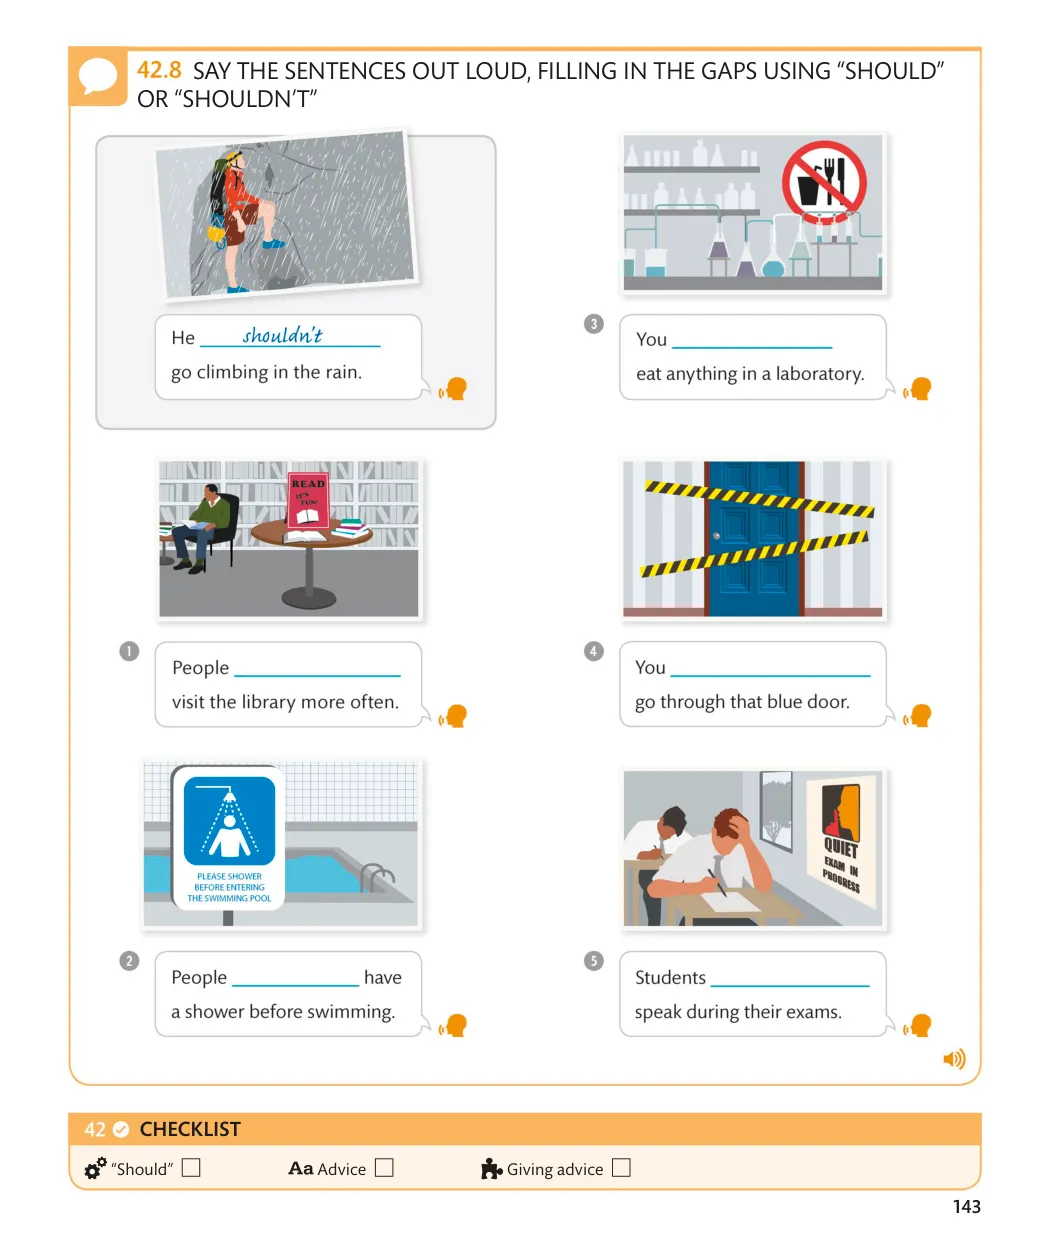 42.8 SAY THE SENTENCES OUT LOUD, FILLING IN THE GAPS USING “SHOULD”
OR “SHOULDN’T”
He shouldn’t
go climbing in the rain.
READ
IT’S
FUN!
1
People
visit the library more often.
PLEASE SHOWER
BEFORE ENTERING
THE SWIMMING POOL
2
People have
a shower before swimming.
3
You
eat anything in a laboratory.
4
You
go through that blue door.
QUIET
EXAM IN
PROGRESS
5
Students
speak during their exams.
42 CHECKLIST
“Should”
Aa Advice
Giving advice
143